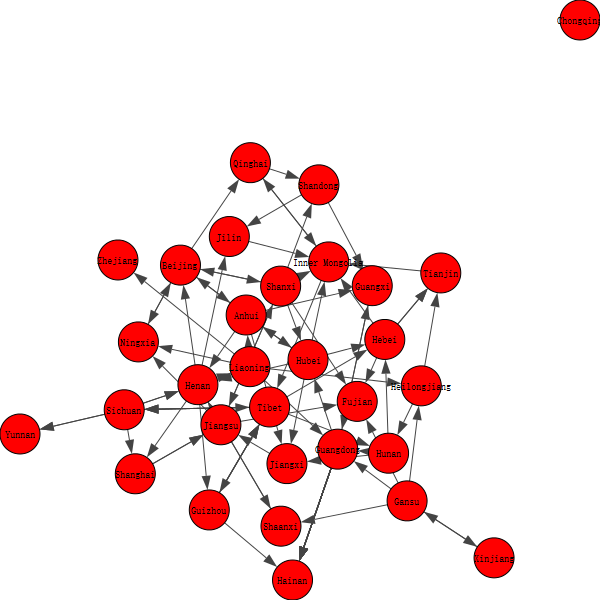 Chongqing
Qinghai
Shandong
Jilin
Zhejiang
Beijing
Inner Mongolia
Tianjin
Shanxi
Guangxi
Anhui
Ningxia
Hebei
Liaoning
Hubei
Henan
Heilongjiang
Sichuan
Tibet
Fujian
Yunnan
Jiangsu
Guangdong
Hunan
Shanghai
Jiangxi
Gansu
Guizhou
Shaanxi
Xinjiang
Hainan